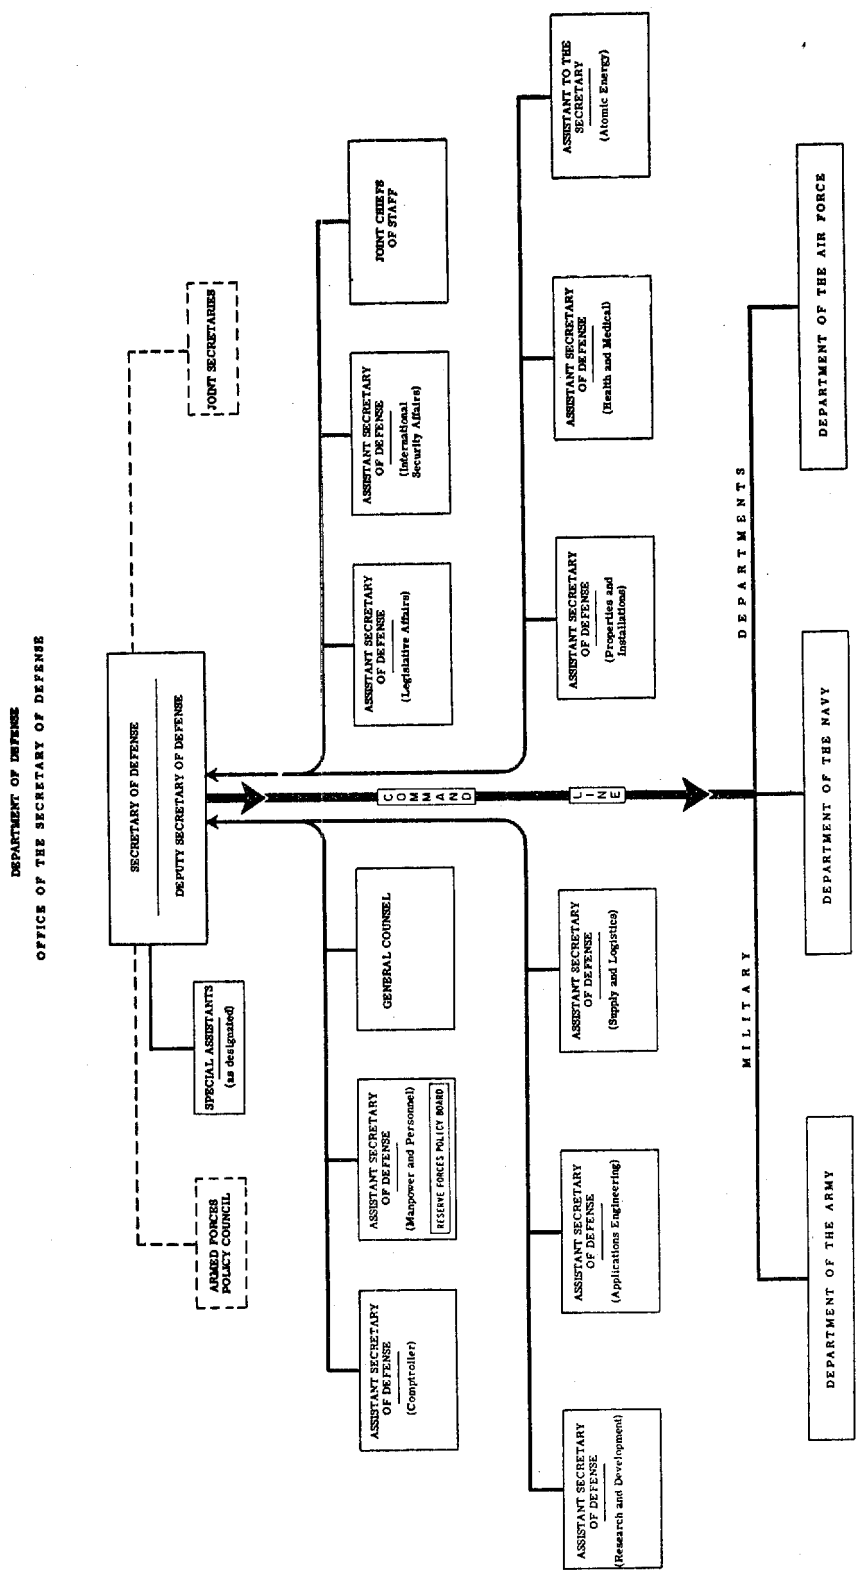 DEPARTMENT OF DEFENSE
OFFICE OF THE SECRETARY OF DEFENSE
SECRETARY OF DEFENSE
DEPUTY SECRETARY OF DEFENSE
ARMED FORCES
POLICY COUNCIL
SPECIAL ASSISTANTS
(as designated)
JOINT SECRETARIES
ASSISTANT SECRETARY
OF DEFENSE
(Comptroller)
ASSISTANT SECRETARY
OF DEFENSE
(Manpower and Personnel)
RESERVE FORCES POLICY BOARD
GENERAL COUNSEL
ASSISTANT SECRETARY
OF DEFENSE
(Legislative Affairs)
ASSISTANT SECRETARY
OF DEFENSE
(International
Security Affairs)
JOINT CHIEFS
OF STAFF
COMMAND
ASSISTANT SECRETARY
OF DEFENSE
(Research and Development)
ASSISTANT SECRETARY
OF DEFENSE
(Applications Engineering)
ASSISTANT SECRETARY
OF DEFENSE
(Supply and Logistics)
LINE
ASSISTANT SECRETARY
OF DEFENSE
(Properties and
Installations)
ASSISTANT SECRETARY
OF DEFENSE
(Health and Medical)
ASSISTANT TO THE
SECRETARY
(Atomic Energy)
MILITARY DEPARTMENTS
DEPARTMENT OF THE ARMY
DEPARTMENT OF THE NAVY
DEPARTMENT OF THE AIR FORCE